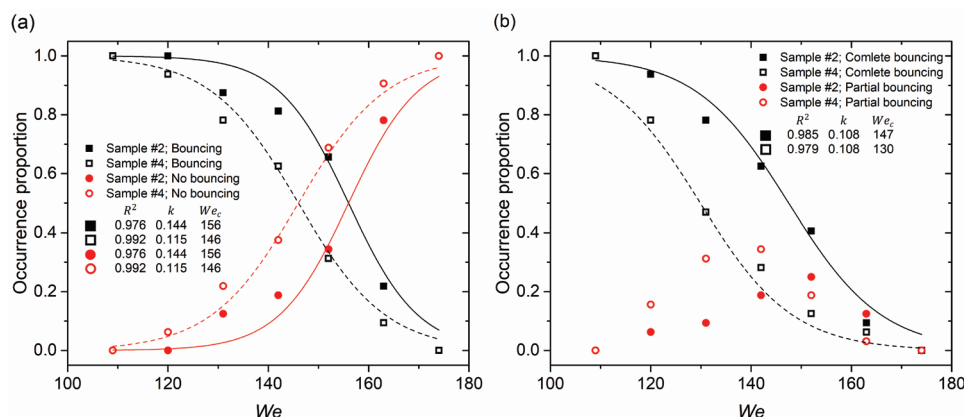 (a)
1.0
0.8
0.6
0.4
0.2
0.0
Occurrence proportion
Sample #2; Bouncing
Sample #4; Bouncing
Sample #2; No bouncing
Sample #4; No bouncing
R² k We_c
0.976 0.144 156
0.992 0.115 146
0.976 0.144 156
0.992 0.115 146
100 120 140 160 180
We
(b)
1.0
0.8
0.6
0.4
0.2
0.0
Occurrence proportion
Sample #2; Comlete bouncing
Sample #4; Comlete bouncing
Sample #2; Partial bouncing
Sample #4; Partial bouncing
R² k We_c
0.985 0.108 147
0.979 0.108 130
100 120 140 160 180
We